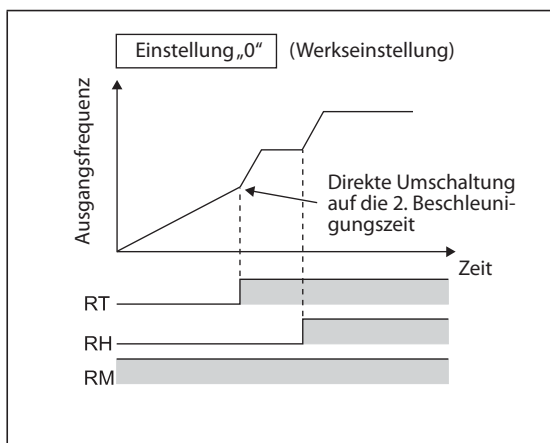 Einstellung „0“ (Werkseinstellung)
Ausgangsfrequenz
Direkte Umschaltung
auf die 2. Beschleuni-
gungszeit
Zeit
RT
RH
RM